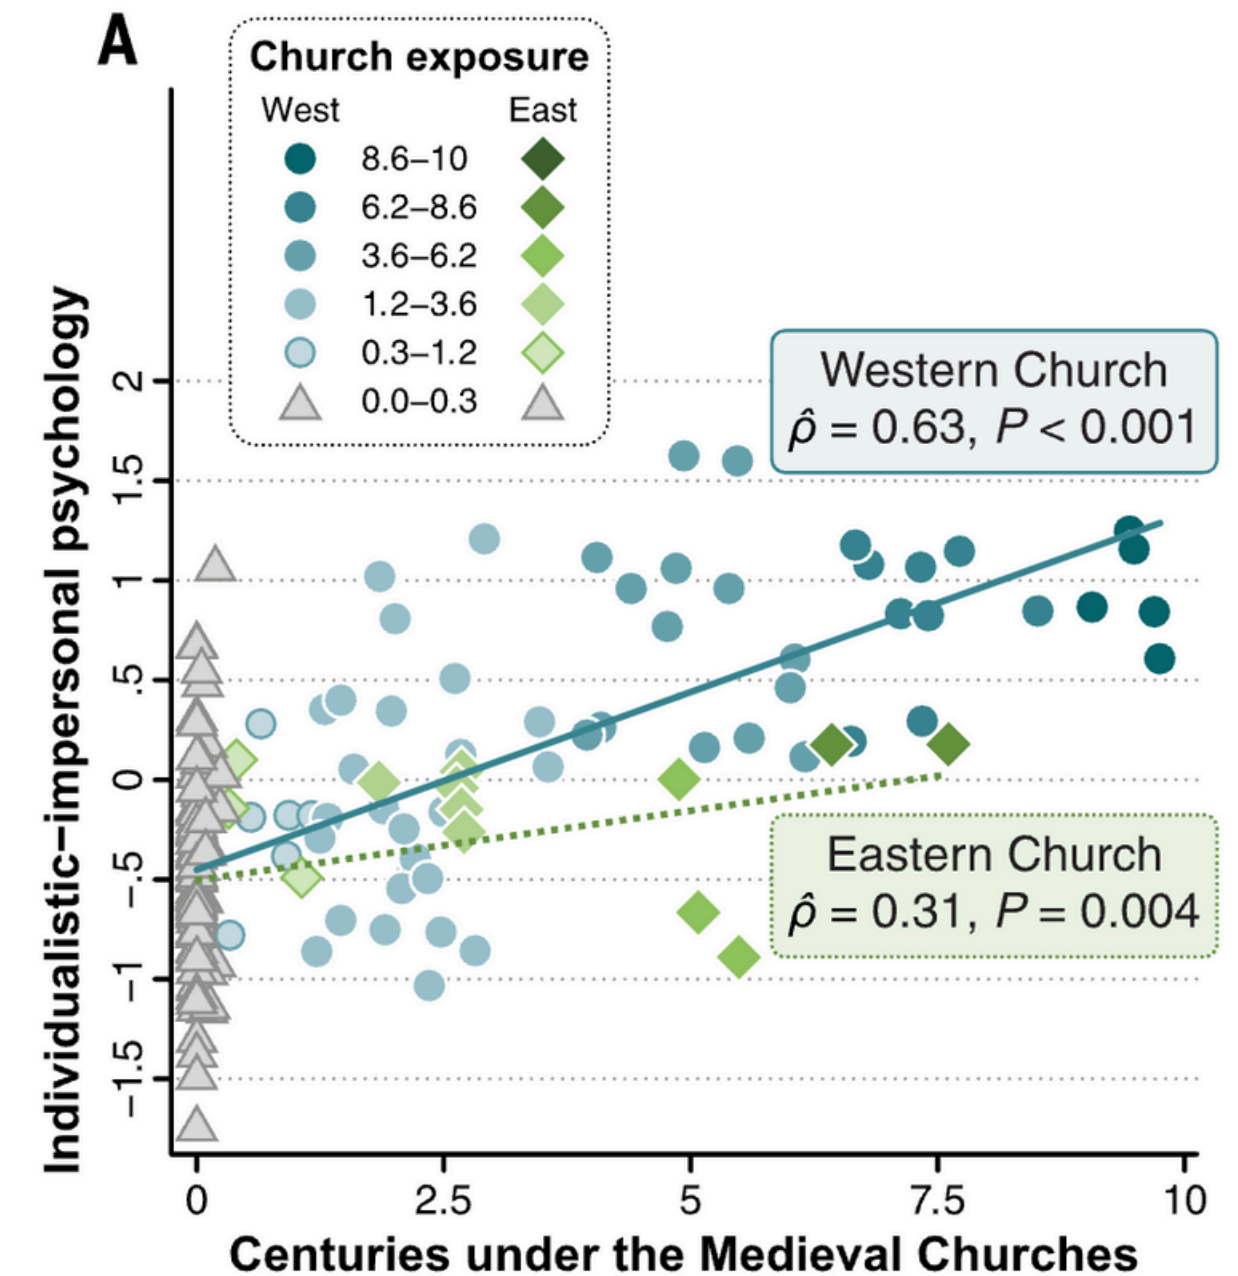 A
Church exposure
West East
8.6–10
6.2–8.6
3.6–6.2
1.2–3.6
0.3–1.2
0.0–0.3
Individualistic–impersonal psychology
2
1.5
1
.5
0
–.5
–1
–1.5
Western Church
ρ̂ = 0.63, P < 0.001
Eastern Church
ρ̂ = 0.31, P = 0.004
0 2.5 5 7.5 10
Centuries under the Medieval Churches